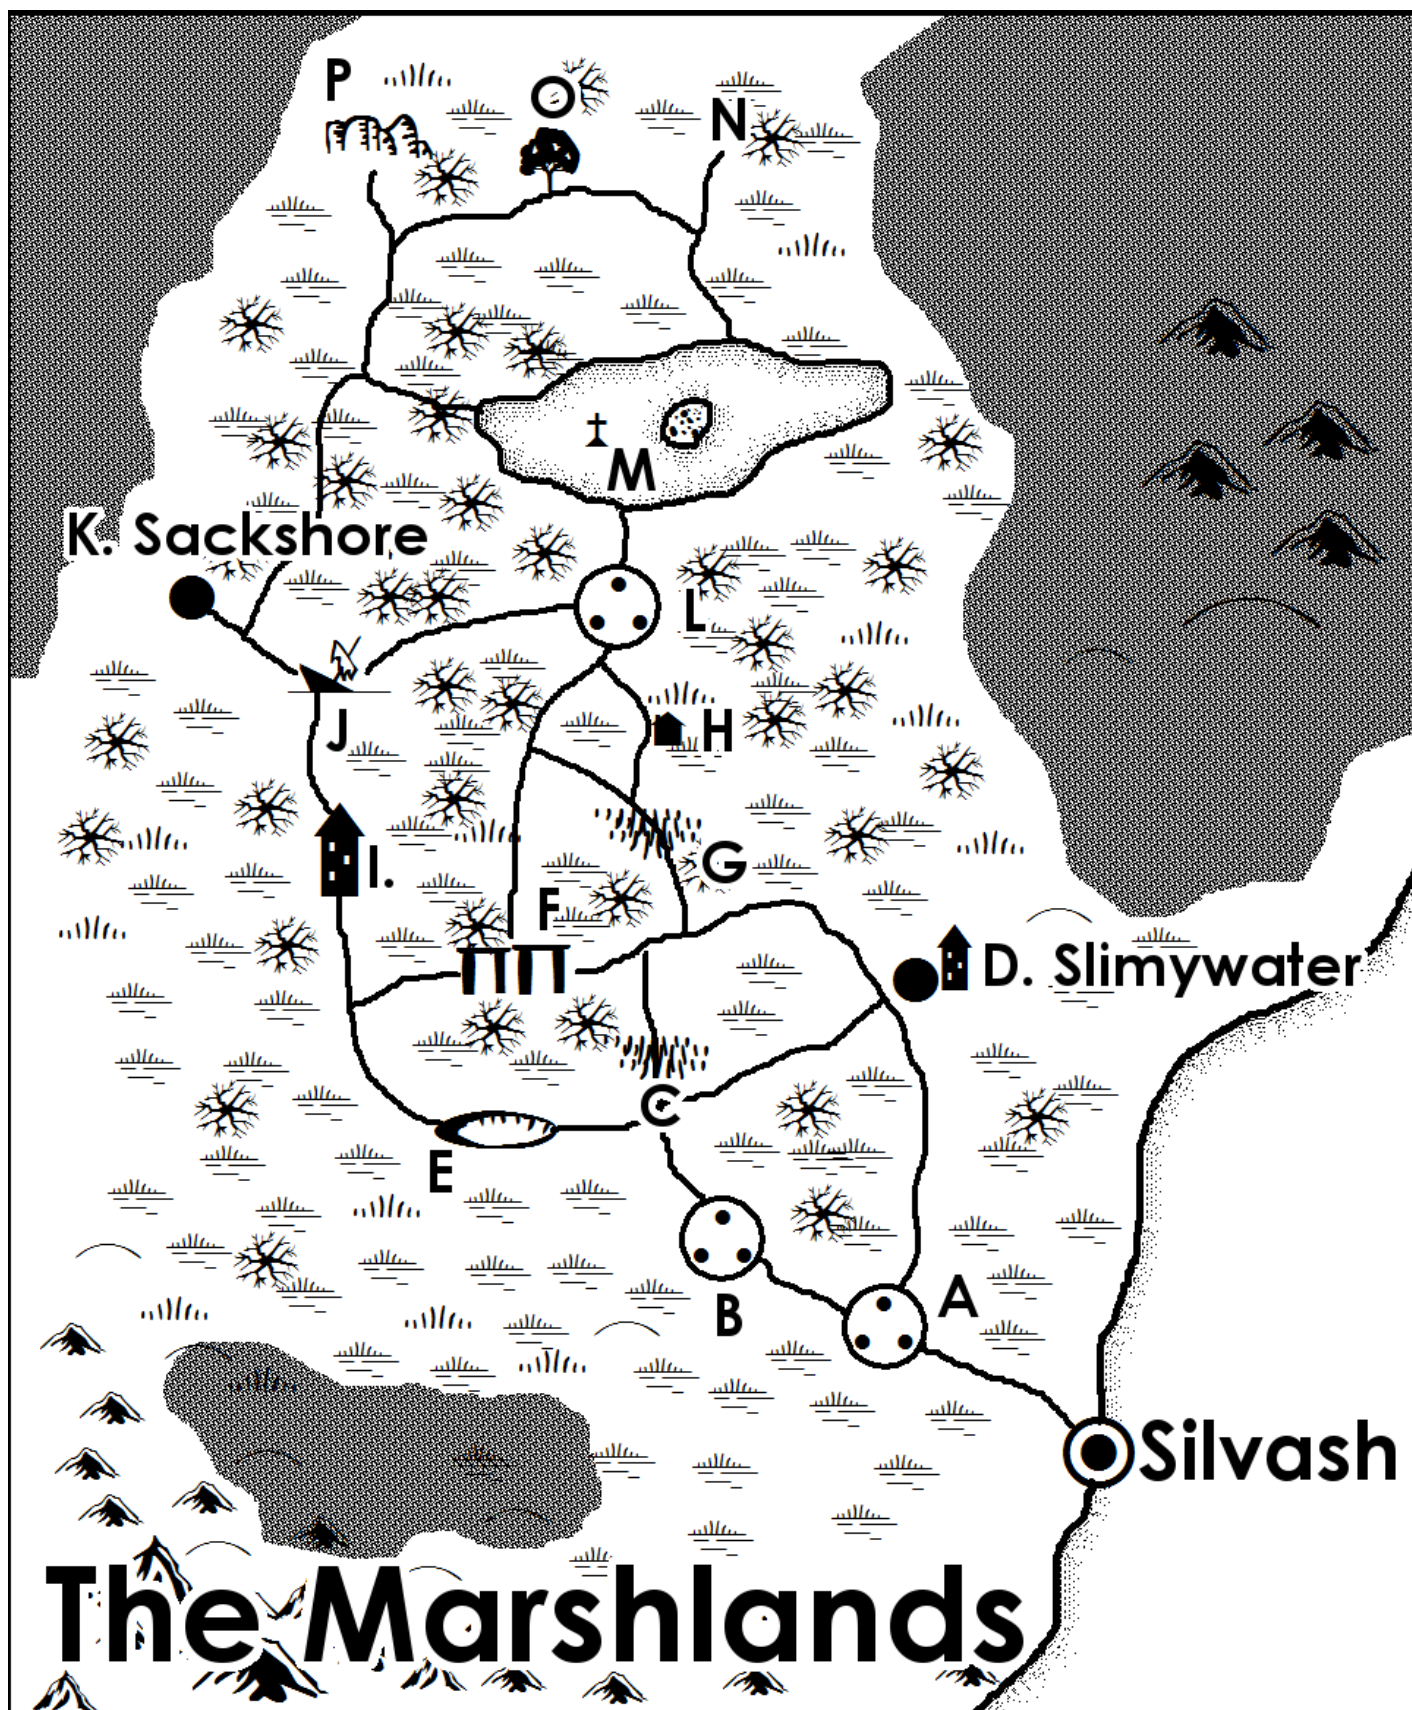 P
O
N
M
K. Sackshore
L
J
H
I.
G
F
D. Slimywater
C
E
A
B
Silvash
The Marshlands